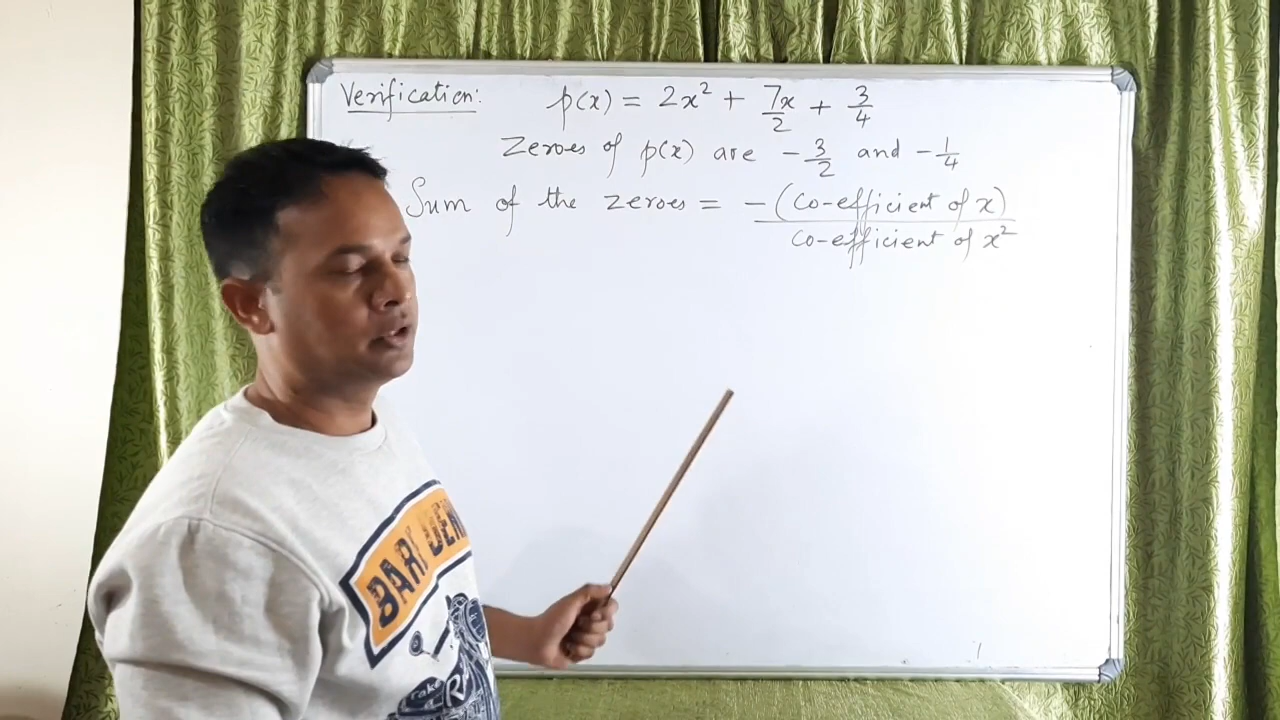 Verification: p(x) = 2x² + 7x/2 + 3/4
Zeroes of p(x) are -3/2 and -1/4
Sum of the zeroes = -(co-efficient of x)
co-efficient of x²
BARI